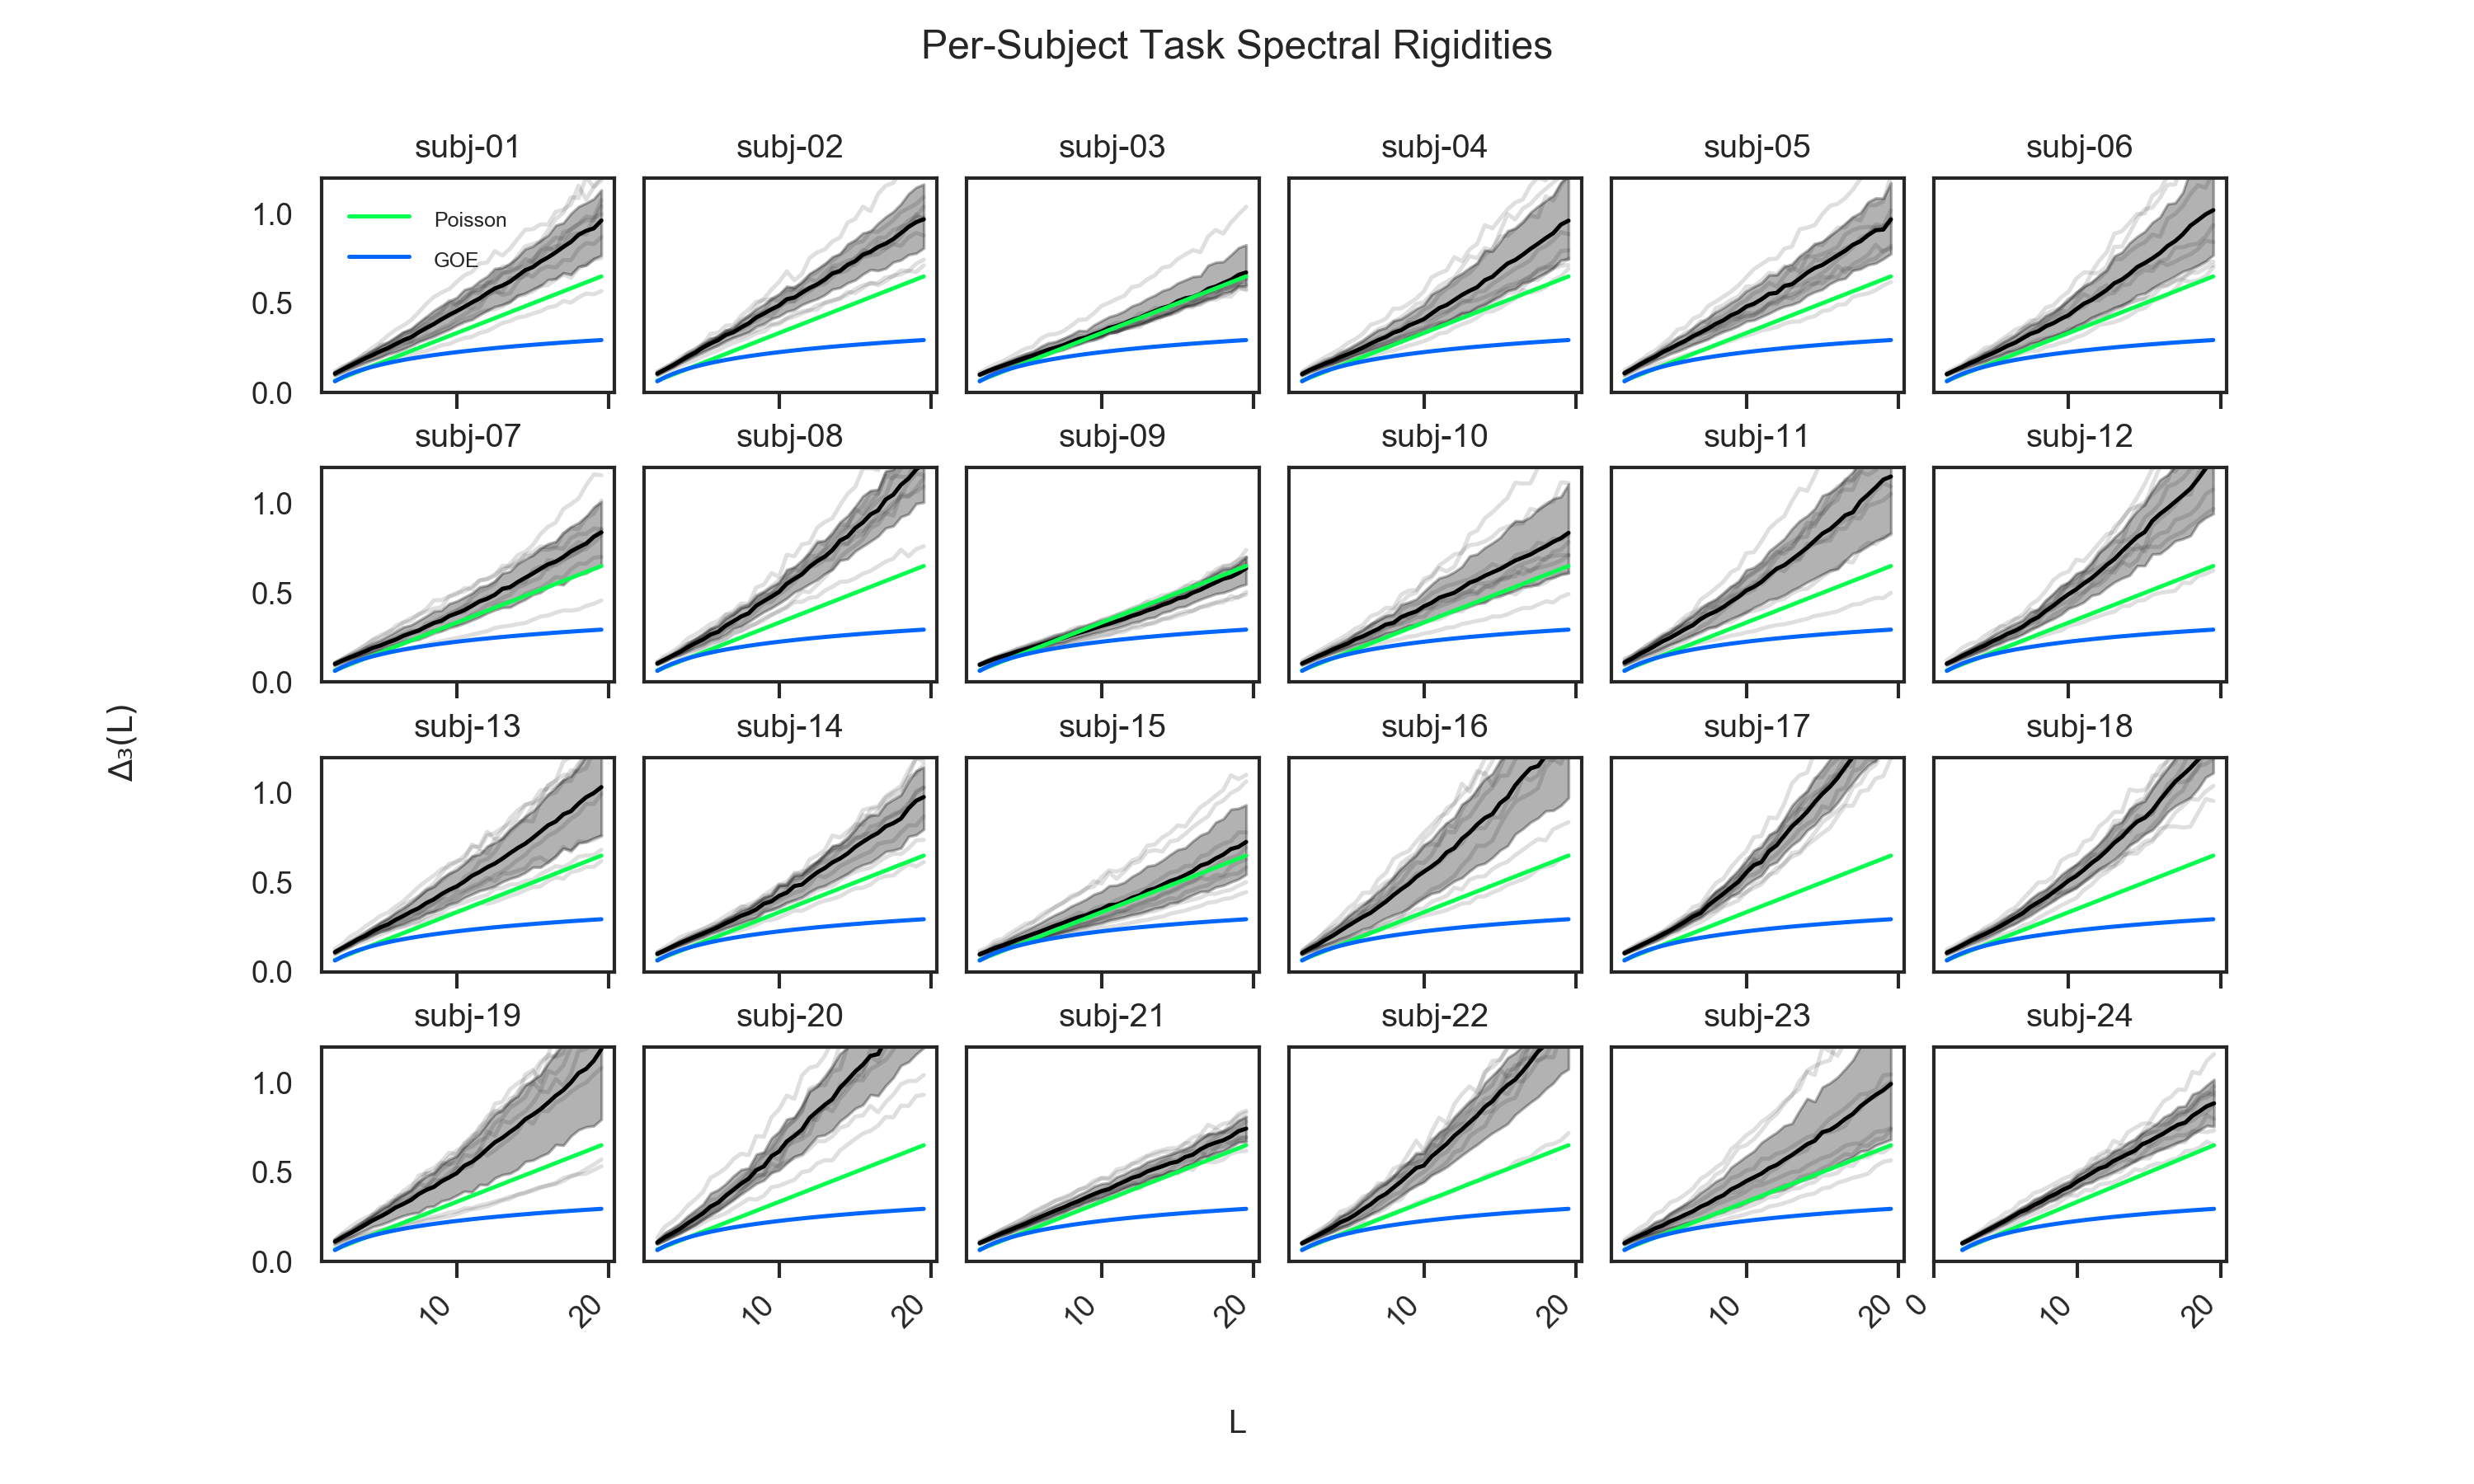 Per-Subject Task Spectral Rigidities
subj-01 subj-02 subj-03 subj-04 subj-05 subj-06
1.0
0.5
0.0
Poisson
GOE
subj-07 subj-08 subj-09 subj-10 subj-11 subj-12
1.0
0.5
0.0
subj-13 subj-14 subj-15 subj-16 subj-17 subj-18
1.0
0.5
0.0
subj-19 subj-20 subj-21 subj-22 subj-23 subj-24
1.0
0.5
0.0
10 20 10 20 10 20 10 20 10 20 0 10 20
Δ₃(L)
L